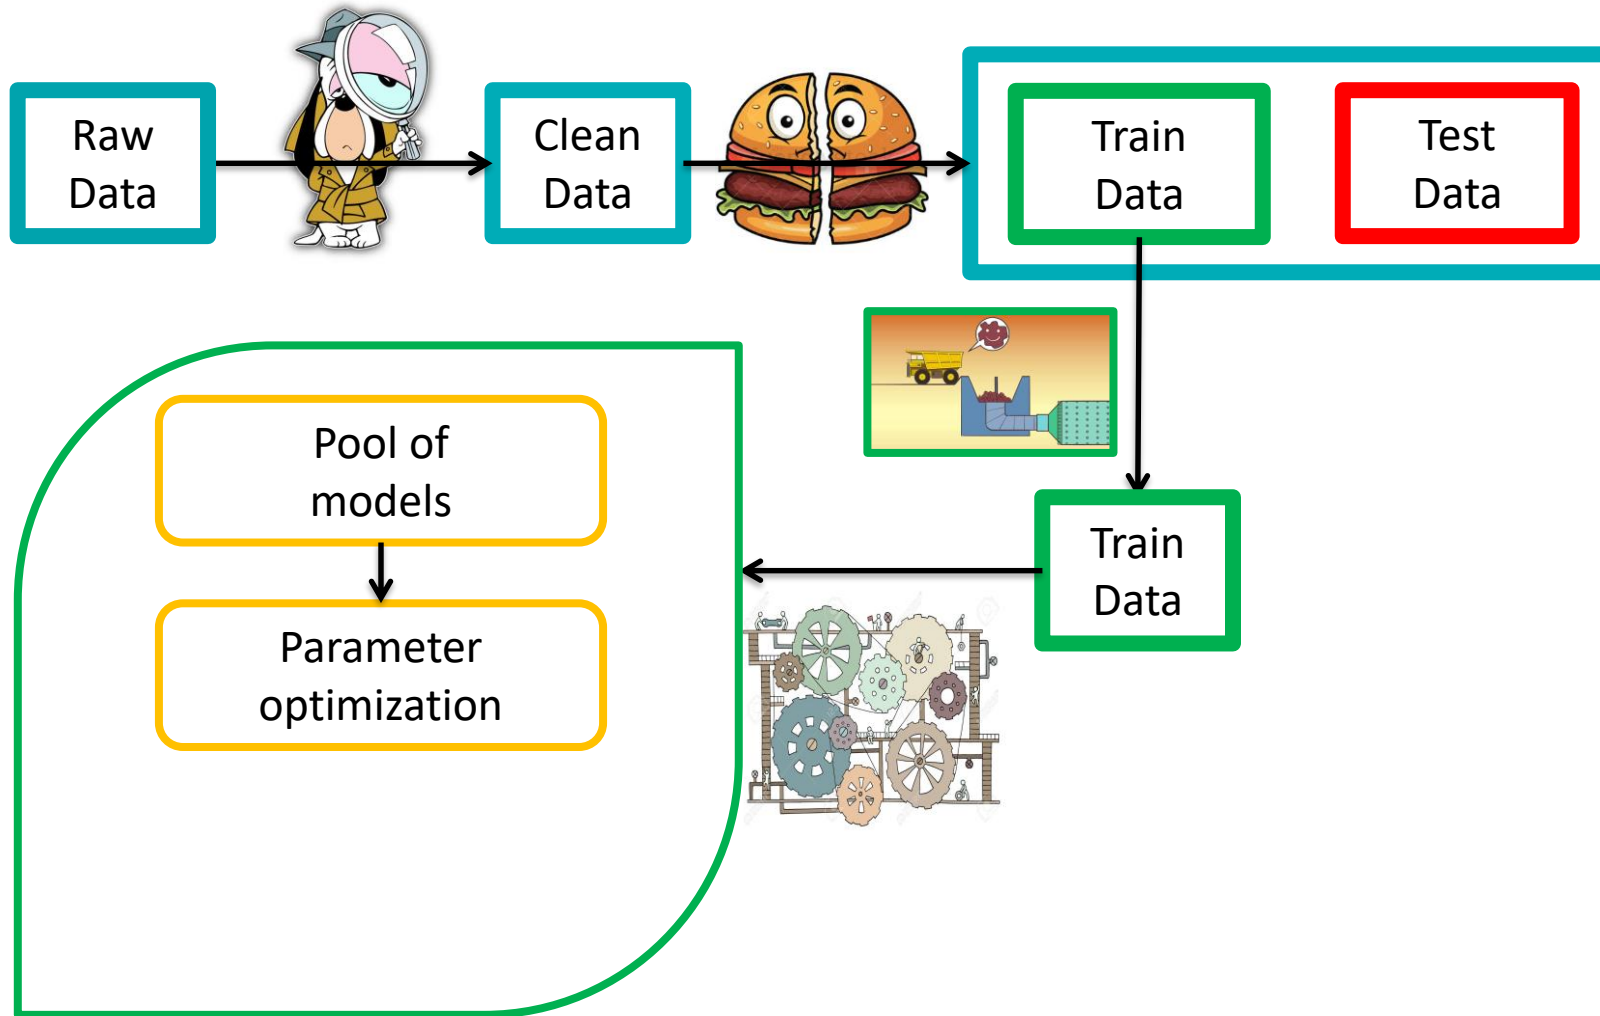 Raw
Data
Clean
Data
Train
Data
Test
Data
Pool of
models
Train
Data
Parameter
optimization